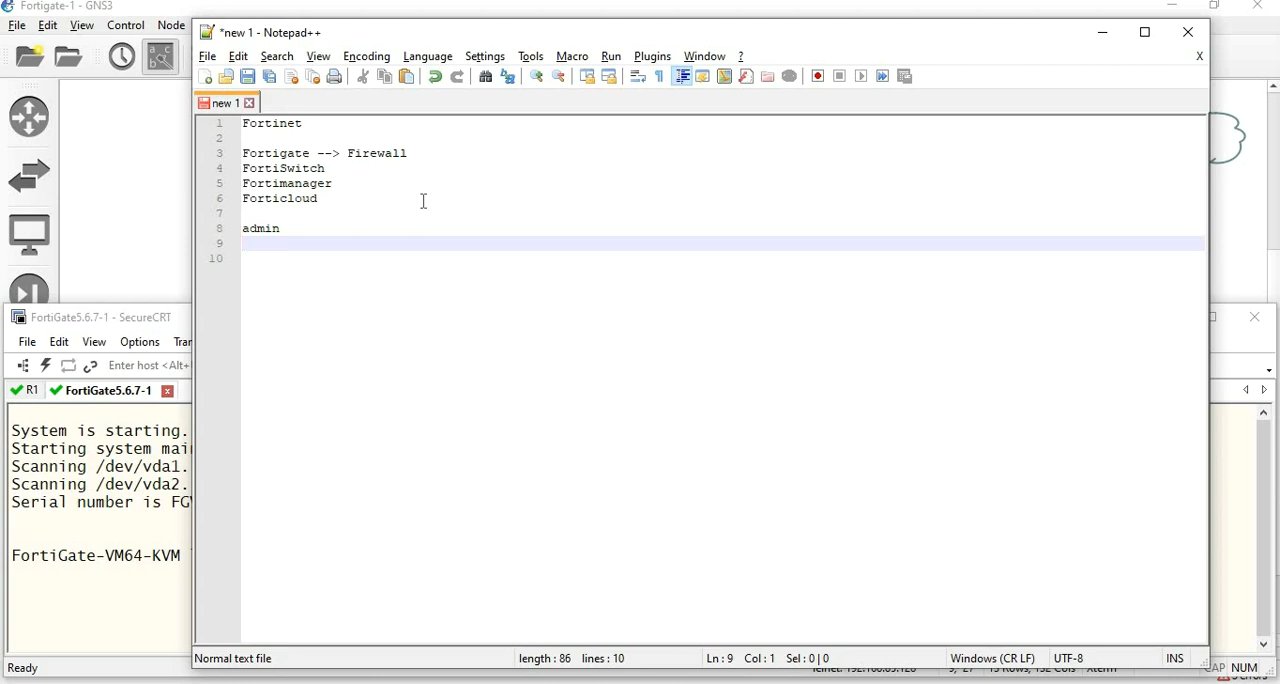 Fortigate-1 - GNS3
File Edit View Control Node
*new 1 - Notepad++
File Edit Search View Encoding Language Settings Tools Macro Run Plugins Window ? X
new 1
1 Fortinet
2
3 Fortigate --> Firewall
4 FortiSwitch
5 Fortimanager
6 Forticloud
7
8 admin
9
10
FortiGate5.6.7-1 - SecureCRT
File Edit View Options Tra
Enter host <Alt+
R1 FortiGate5.6.7-1
System is starting.
Starting system mai
Scanning /dev/vda1.
Scanning /dev/vda2.
Serial number is FGV
FortiGate-VM64-KVM
Normal text file length : 86 lines : 10 Ln : 9 Col : 1 Sel : 0 | 0 Windows (CR LF) UTF-8 INS
Ready CAP NUM